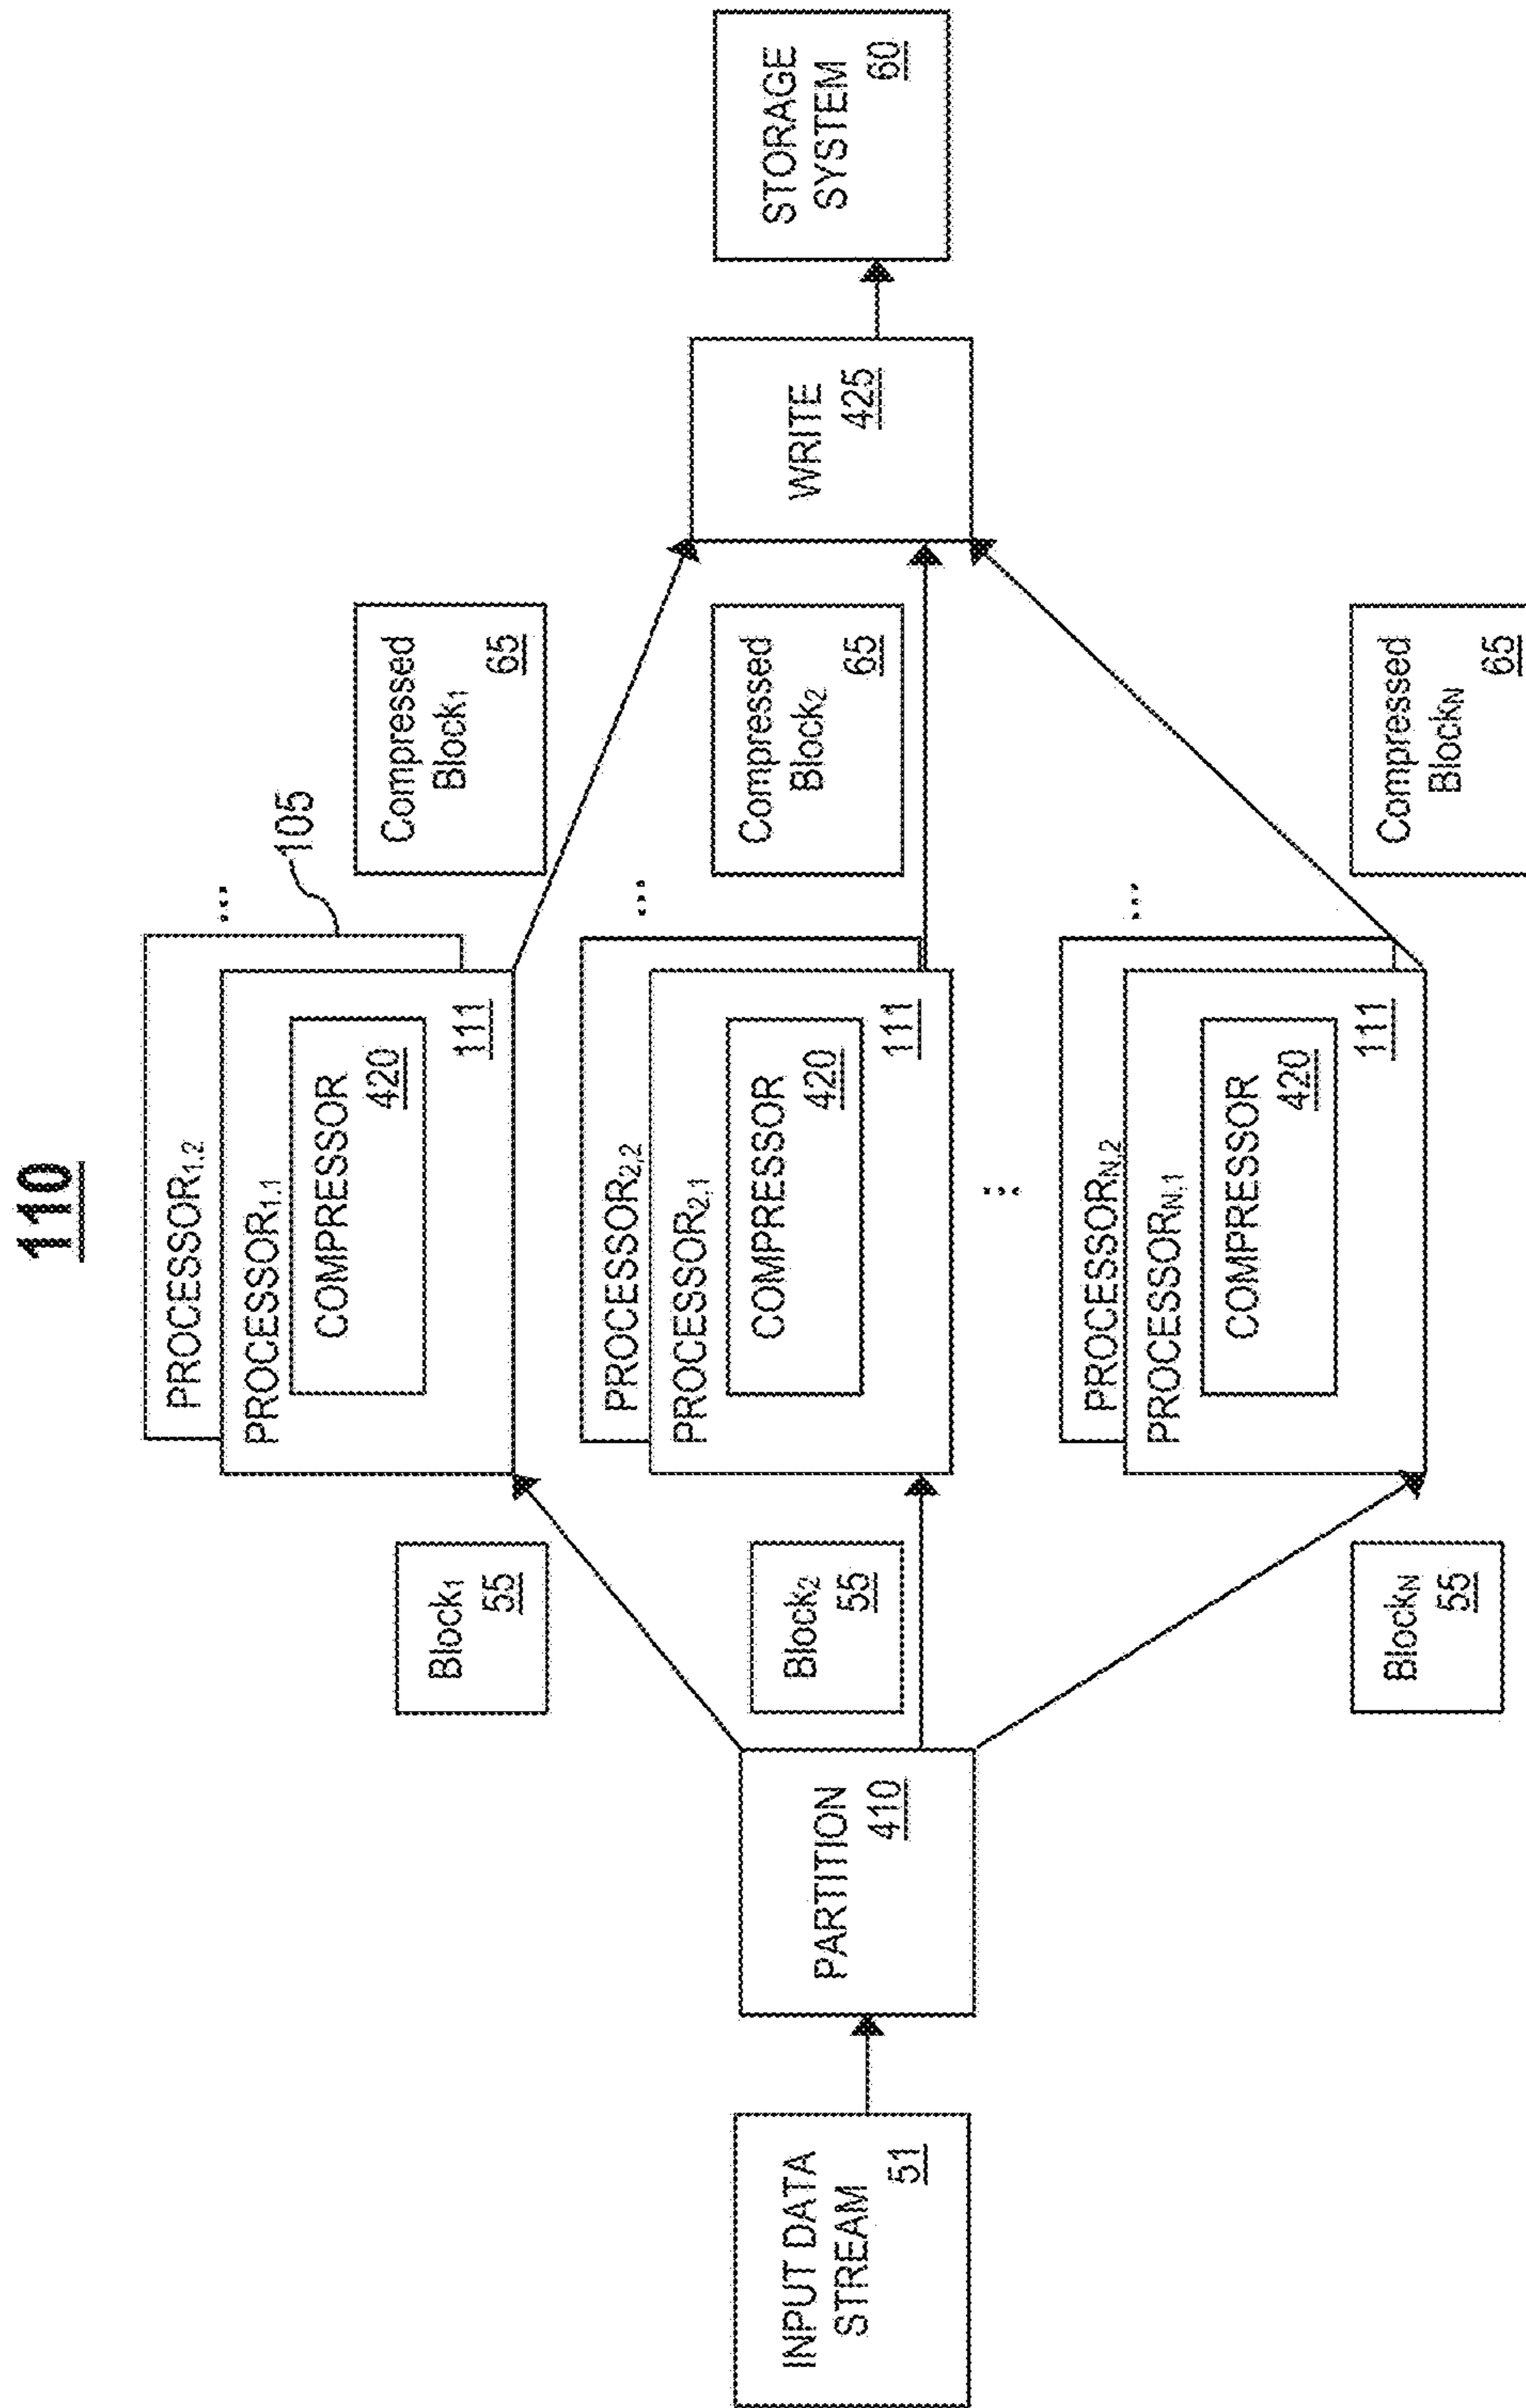 110
INPUT DATA
STREAM
51
PARTITION
410
Block1
55
Block2
55
BlockN
55
PROCESSOR1.2
PROCESSOR1.1
COMPRESSOR
420
111
...
105
PROCESSOR2,2
PROCESSOR2,1
COMPRESSOR
420
111
...
...
PROCESSORN,2
PROCESSORN,1
COMPRESSOR
420
111
...
Compressed
Block1
65
Compressed
Block2
65
Compressed
BlockN
65
WRITE
425
STORAGE
SYSTEM
60